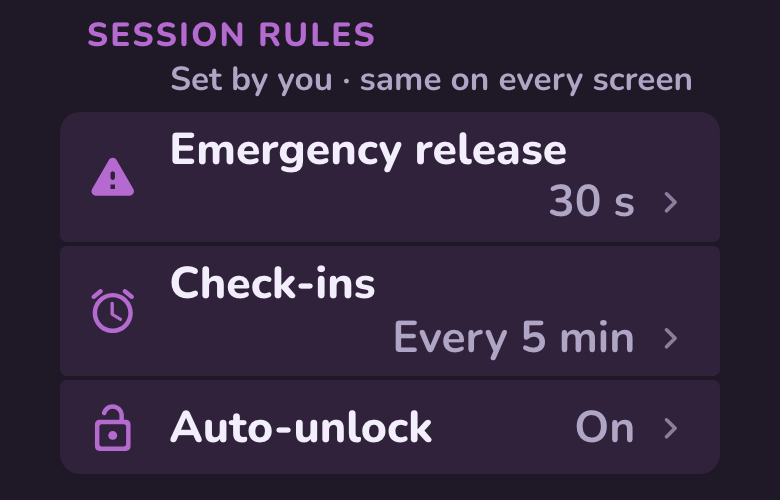 SESSION RULES
Set by you · same on every screen
Emergency release
30 s
Check-ins
Every 5 min
Auto-unlock On